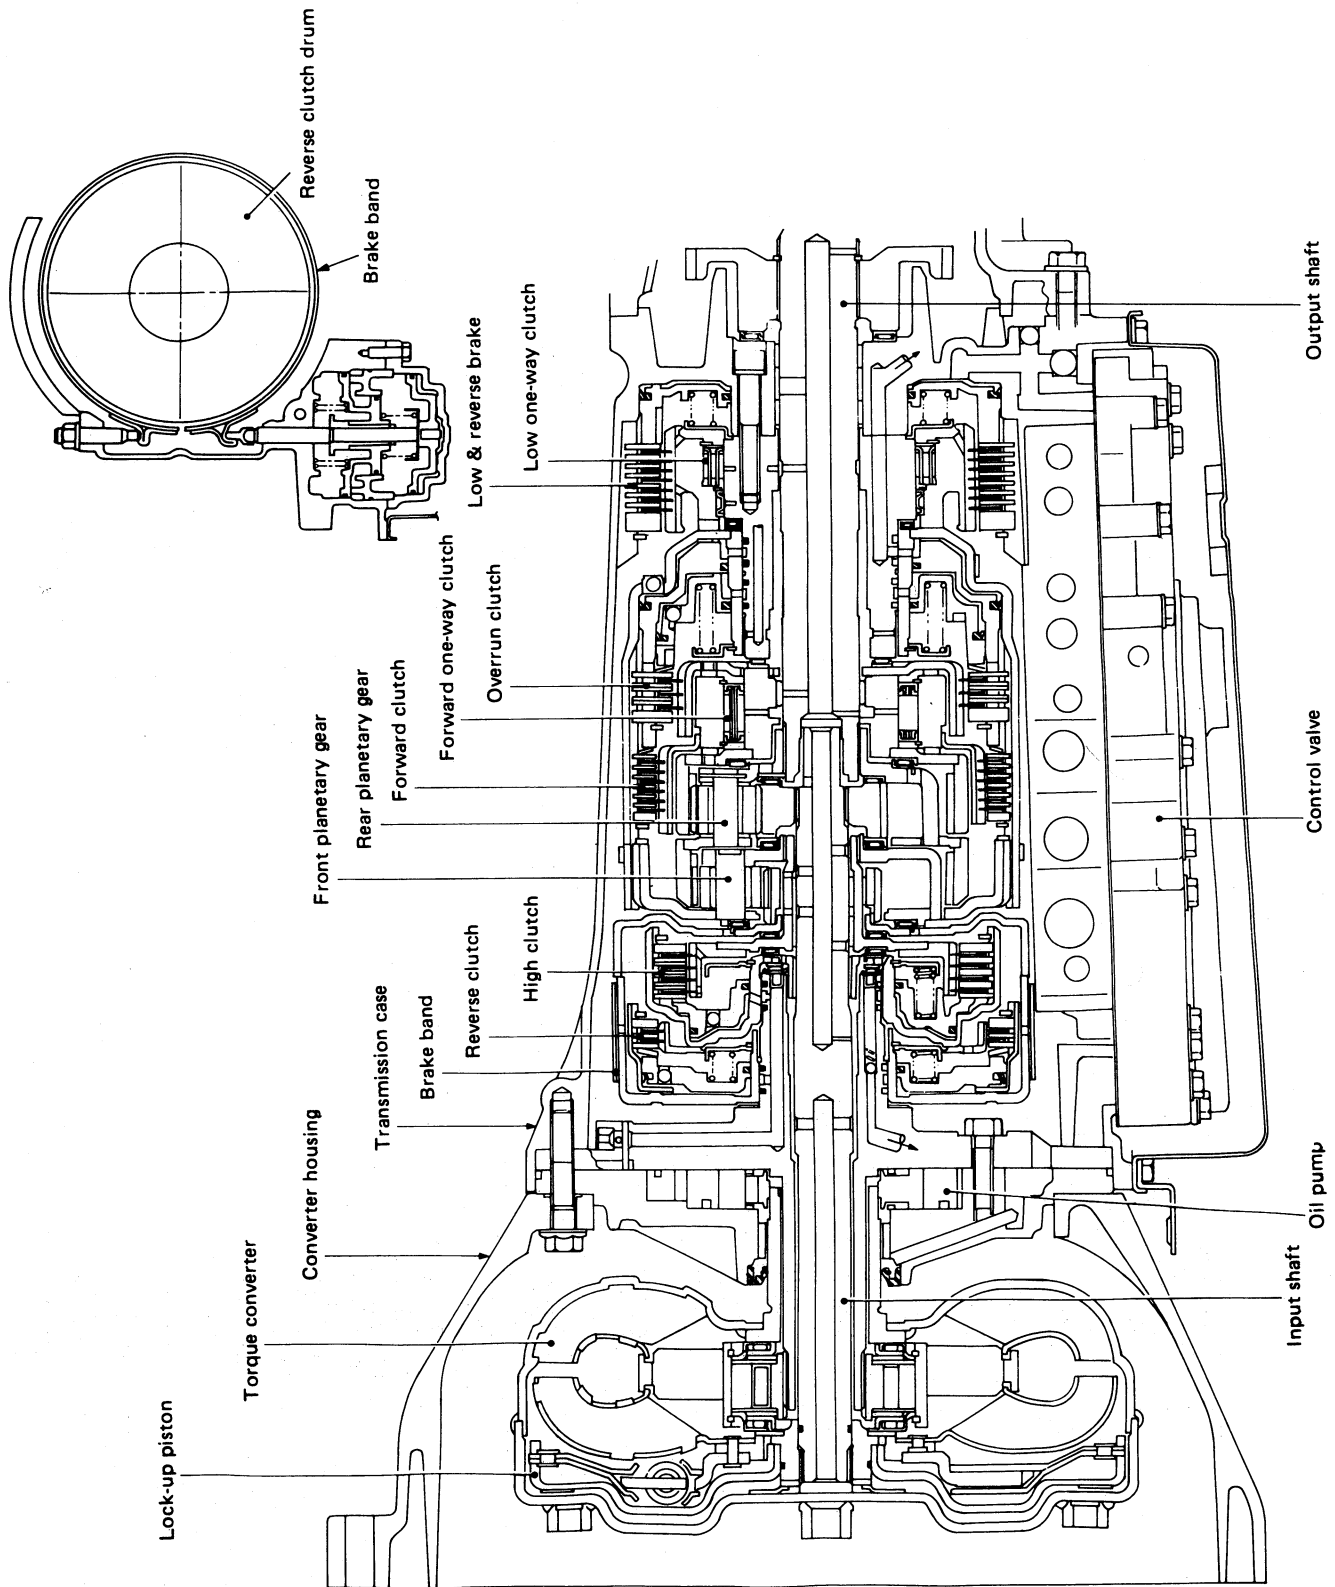 Lock-up piston
Torque converter
Converter housing
Transmission case
Brake band
Reverse clutch
High clutch
Front planetary gear
Rear planetary gear
Forward clutch
Forward one-way clutch
Overrun clutch
Low & reverse brake
Low one-way clutch
Reverse clutch drum
Brake band
Input shaft
Oil pump
Control valve
Output shaft